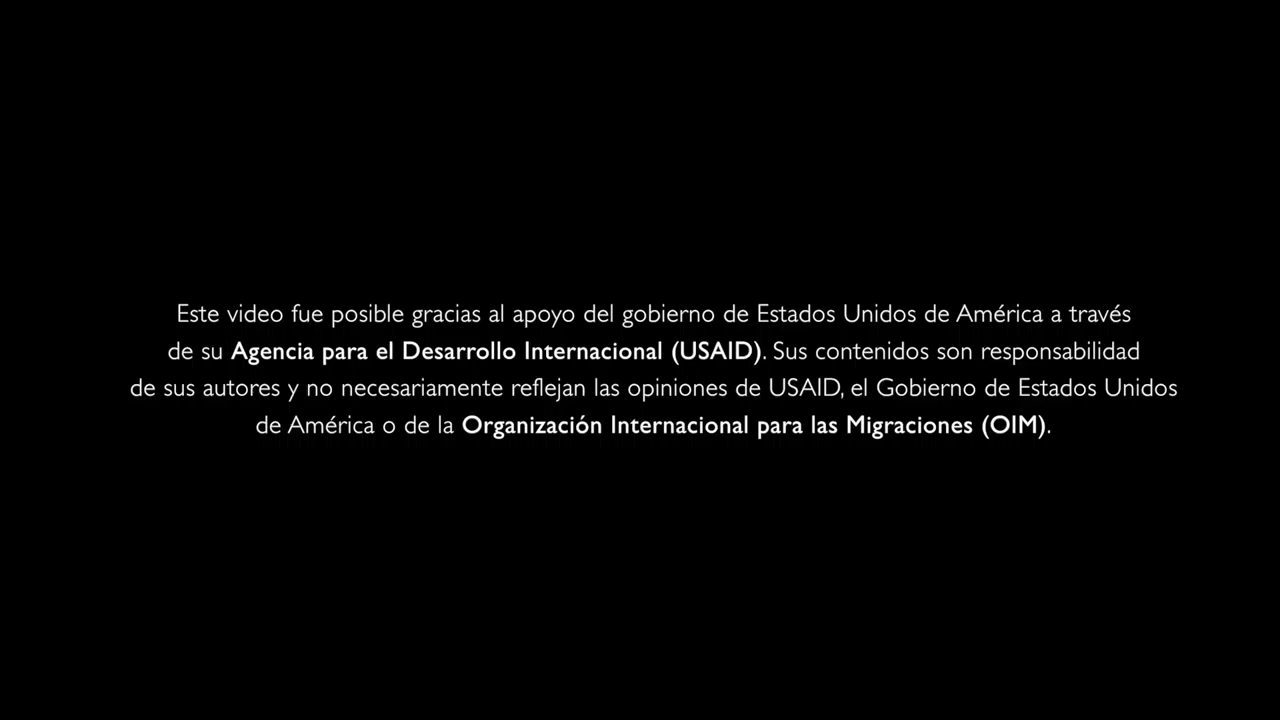 Este video fue posible gracias al apoyo del gobierno de Estados Unidos de América a través
de su Agencia para el Desarrollo Internacional (USAID). Sus contenidos son responsabilidad
de sus autores y no necesariamente reflejan las opiniones de USAID, el Gobierno de Estados Unidos
de América o de la Organización Internacional para las Migraciones (OIM).